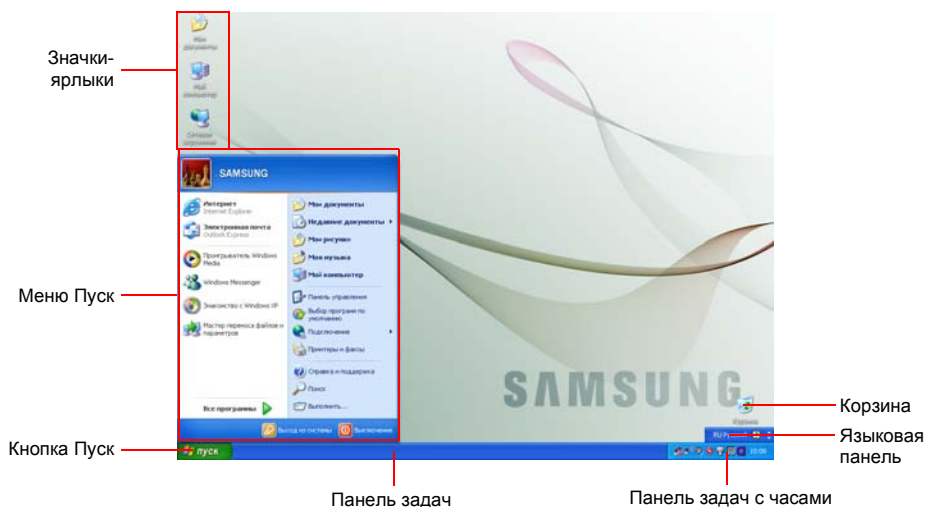 Значки-
ярлыки
Мои
документы
Мой
компьютер
Сетевое
окружение
SAMSUNG
Интернет
Internet Explorer
Электронная почта
Outlook Express
Проигрыватель Windows
Media
Windows Messenger
Знакомство с Windows XP
Мастер переноса файлов и
параметров
Все программы
Мои документы
Недавние документы
Мои рисунки
Моя музыка
Мой компьютер
Панель управления
Выбор программ по
умолчанию
Подключение
Принтеры и факсы
Справка и поддержка
Поиск
Выполнить...
Выход из системы
Выключение
Меню Пуск
SAMSUNG
Корзина
Корзина
RU
Языковая
панель
Кнопка Пуск
пуск
10:00
Панель задач
Панель задач с часами